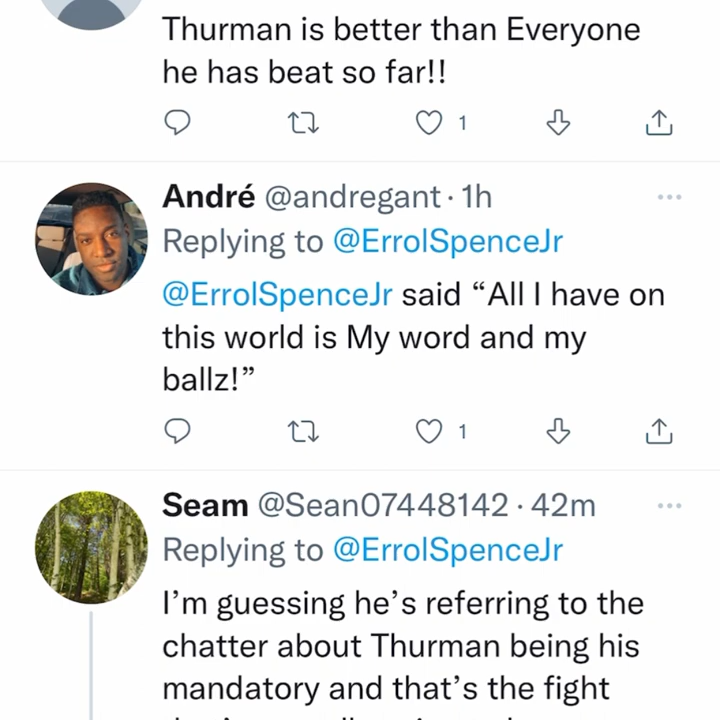 Thurman is better than Everyone
he has beat so far!!
1
André @andregant · 1h
Replying to @ErrolSpenceJr
@ErrolSpenceJr said “All I have on
this world is My word and my
ballz!”
1
Seam @Sean07448142 · 42m
Replying to @ErrolSpenceJr
I’m guessing he’s referring to the
chatter about Thurman being his
mandatory and that’s the fight